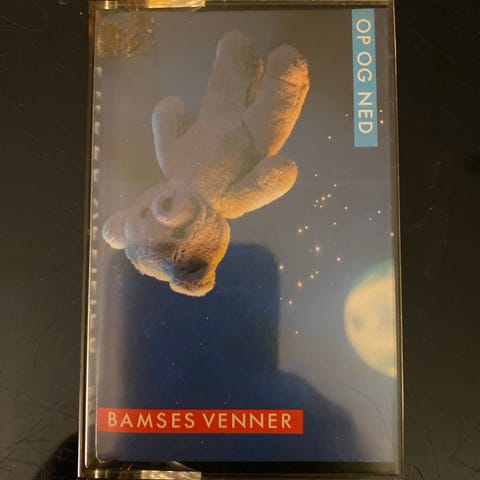 OP OG NED
BAMSES VENNER